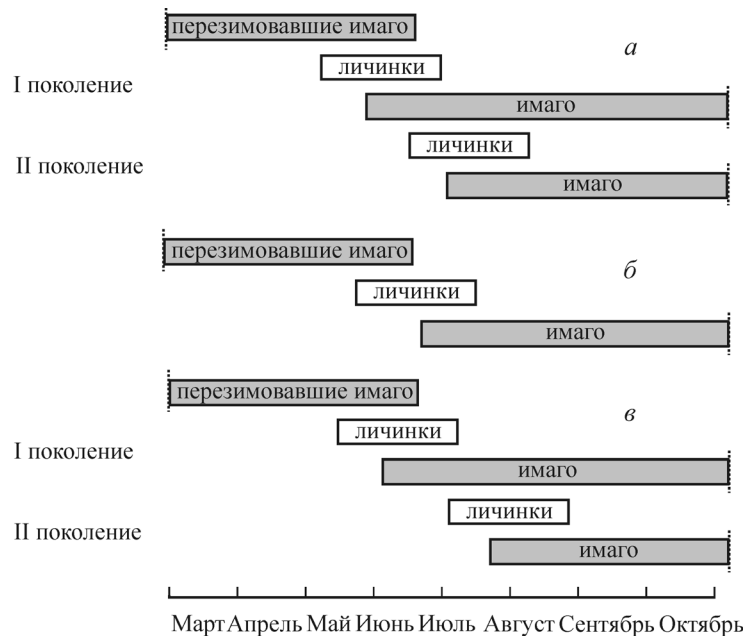 перезимовавшие имаго
а
личинки
I поколение
имаго
личинки
II поколение
имаго
перезимовавшие имаго
б
личинки
имаго
перезимовавшие имаго
в
личинки
I поколение
имаго
личинки
II поколение
имаго
Март Апрель Май Июнь Июль Август Сентябрь Октябрь